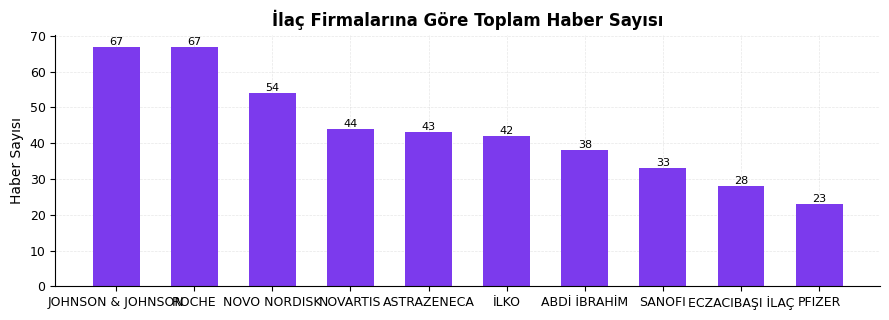 İlaç Firmalarına Göre Toplam Haber Sayısı
Haber Sayısı
70
60
50
40
30
20
10
0
67
67
54
44
43
42
38
33
28
23
JOHNSON & JOHNSON
ROCHE
NOVO NORDISK
NOVARTIS
ASTRAZENECA
İLKO
ABDİ İBRAHİM
SANOFI
ECZACIBAŞI İLAÇ
PFIZER